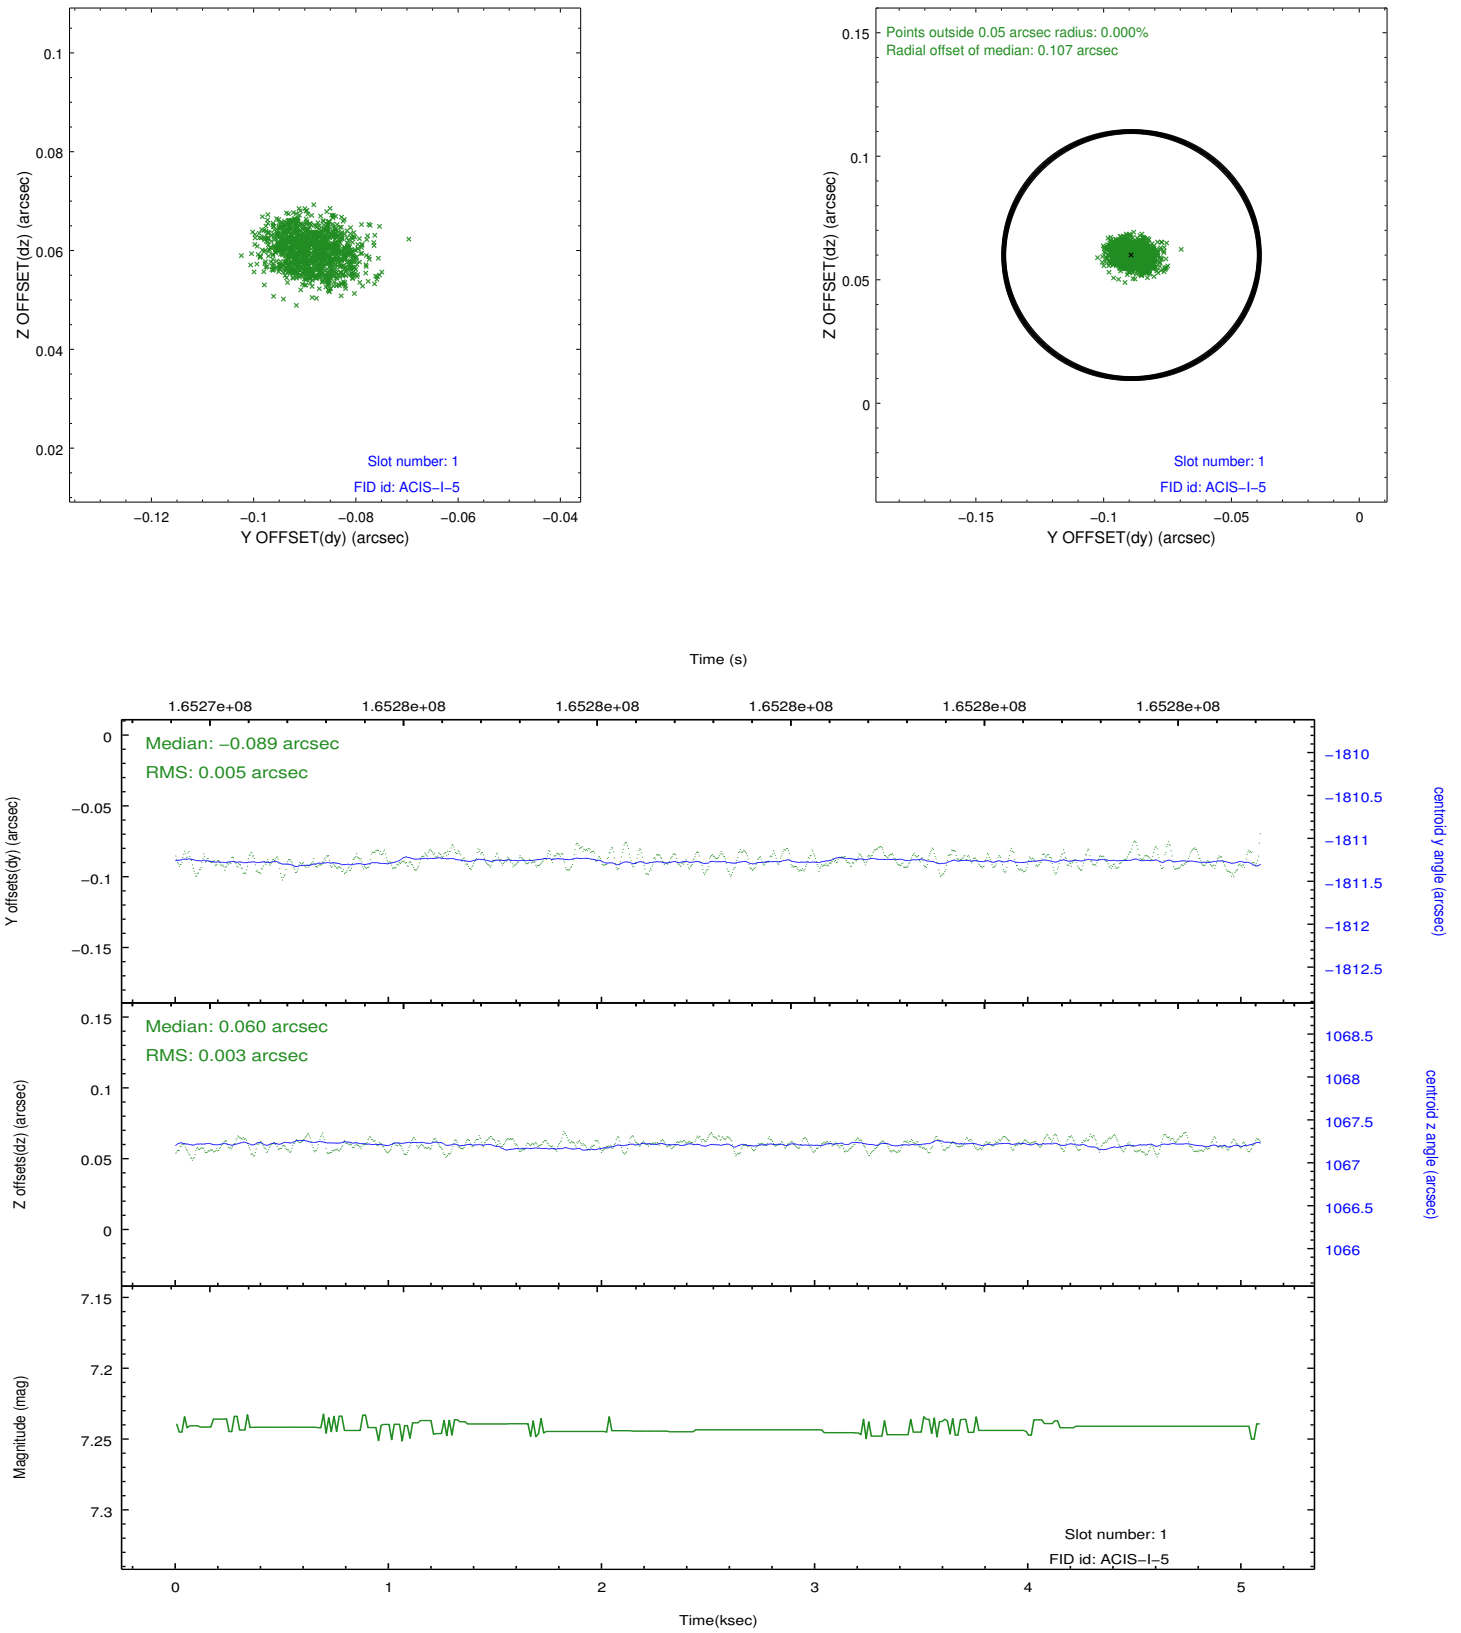 0.1
0.08
0.06
0.04
0.02
Z OFFSET(dz) (arcsec)
Slot number: 1
FID id: ACIS−I−5
−0.12
−0.1
−0.08
−0.06
−0.04
Y OFFSET(dy) (arcsec)
Points outside 0.05 arcsec radius: 0.000%
Radial offset of median: 0.107 arcsec
0.15
0.1
0.05
0
Z OFFSET(dz) (arcsec)
Slot number: 1
FID id: ACIS−I−5
−0.15
−0.1
−0.05
0
Y OFFSET(dy) (arcsec)
Time (s)
1.6527e+08
1.6528e+08
1.6528e+08
1.6528e+08
1.6528e+08
1.6528e+08
Median: −0.089 arcsec
RMS: 0.005 arcsec
0
−0.05
−0.1
−0.15
Y offsets(dy) (arcsec)
−1810
−1810.5
−1811
−1811.5
−1812
−1812.5
centroid y angle (arcsec)
Median: 0.060 arcsec
RMS: 0.003 arcsec
0.15
0.1
0.05
0
Z offsets(dz) (arcsec)
1068.5
1068
1067.5
1067
1066.5
1066
centroid z angle (arcsec)
7.15
7.2
7.25
7.3
Magnitude (mag)
Slot number: 1
FID id: ACIS−I−5
0
1
2
3
4
5
Time(ksec)